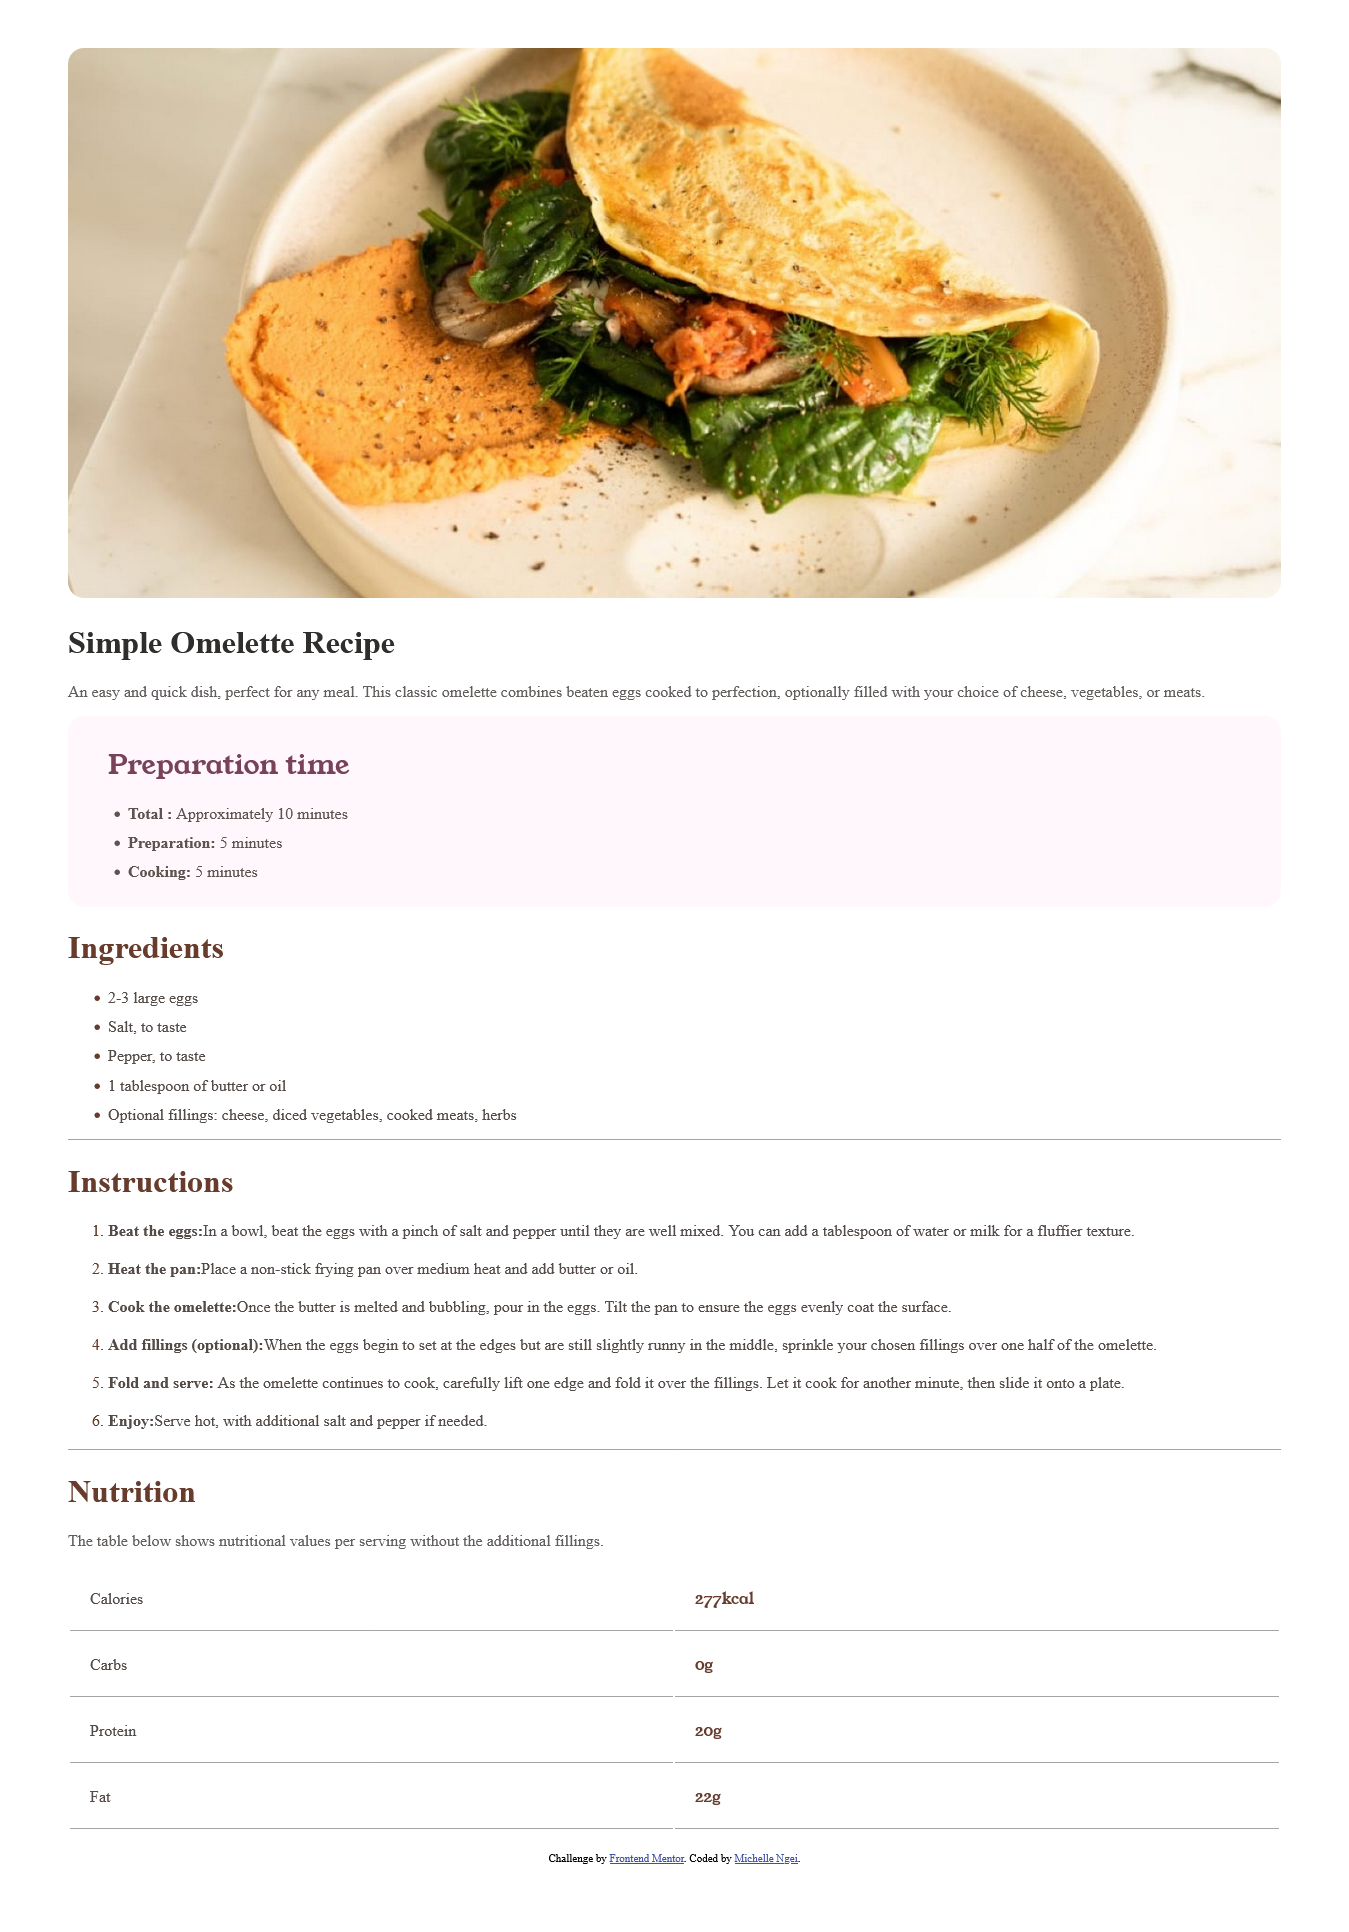 Simple Omelette Recipe
An easy and quick dish, perfect for any meal. This classic omelette combines beaten eggs cooked to perfection, optionally filled with your choice of cheese, vegetables, or meats.
Preparation time
• Total : Approximately 10 minutes
• Preparation: 5 minutes
• Cooking: 5 minutes
Ingredients
• 2-3 large eggs
• Salt, to taste
• Pepper, to taste
• 1 tablespoon of butter or oil
• Optional fillings: cheese, diced vegetables, cooked meats, herbs
Instructions
1. Beat the eggs:In a bowl, beat the eggs with a pinch of salt and pepper until they are well mixed. You can add a tablespoon of water or milk for a fluffier texture.
2. Heat the pan:Place a non-stick frying pan over medium heat and add butter or oil.
3. Cook the omelette:Once the butter is melted and bubbling, pour in the eggs. Tilt the pan to ensure the eggs evenly coat the surface.
4. Add fillings (optional):When the eggs begin to set at the edges but are still slightly runny in the middle, sprinkle your chosen fillings over one half of the omelette.
5. Fold and serve: As the omelette continues to cook, carefully lift one edge and fold it over the fillings. Let it cook for another minute, then slide it onto a plate.
6. Enjoy:Serve hot, with additional salt and pepper if needed.
Nutrition
The table below shows nutritional values per serving without the additional fillings.
Calories 277kcal
Carbs 0g
Protein 20g
Fat 22g
Challenge by Frontend Mentor. Coded by Michelle Ngei.